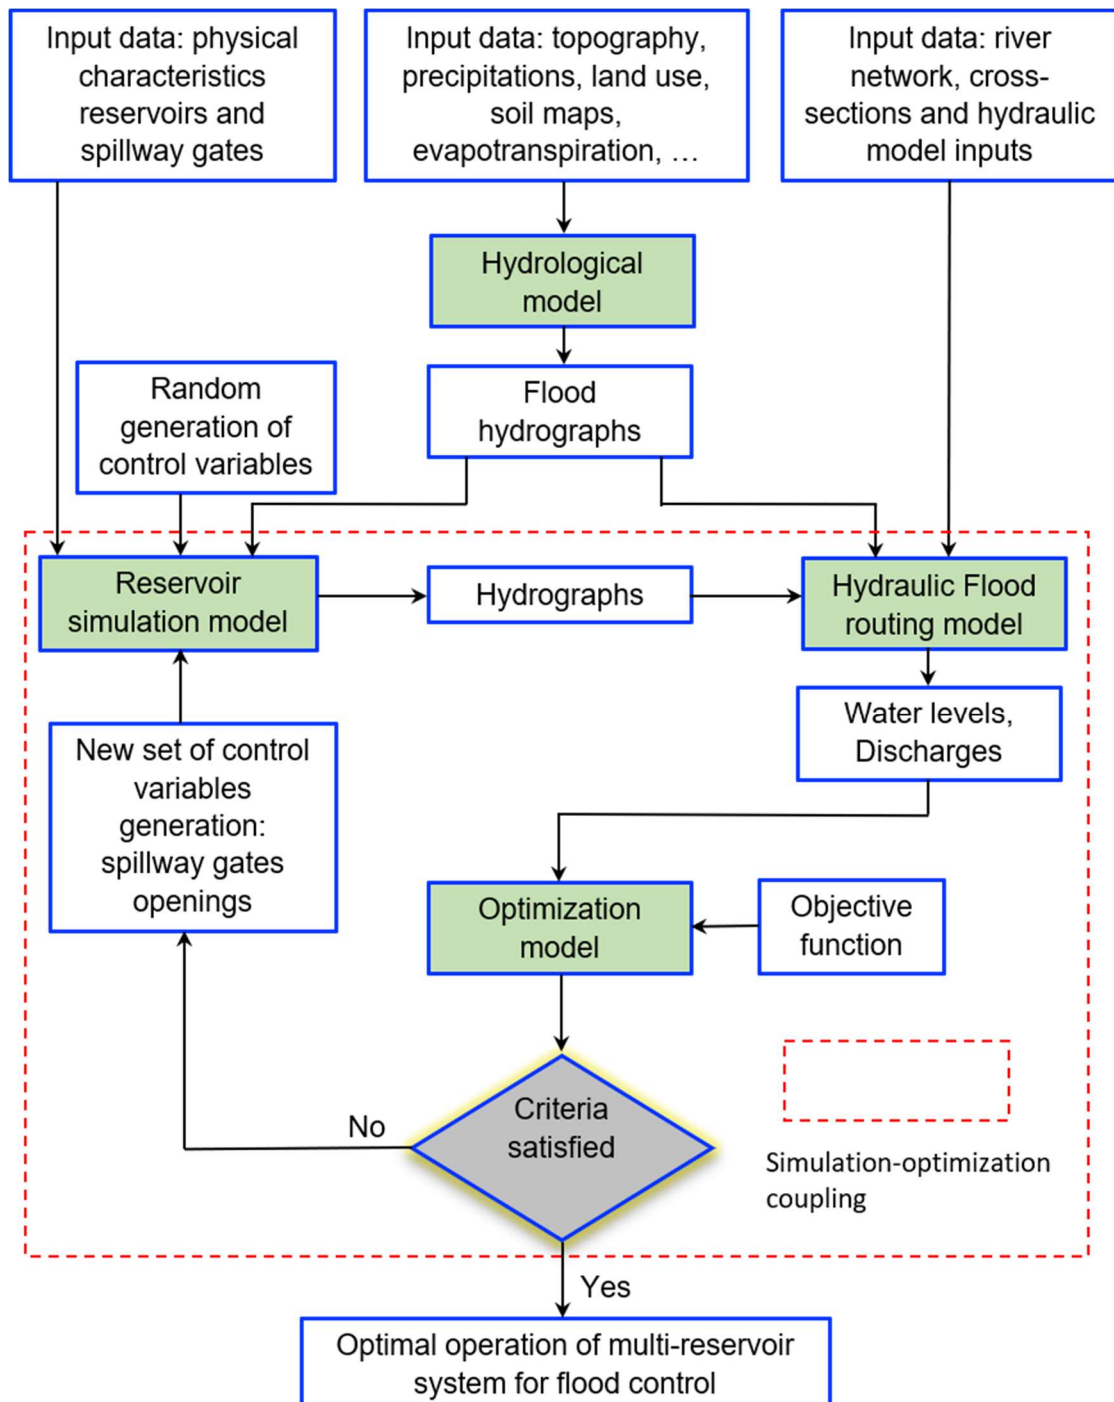 Input data: physical
characteristics
reservoirs and
spillway gates
Input data: topography,
precipitations, land use,
soil maps,
evapotranspiration, …
Input data: river
network, cross-
sections and hydraulic
model inputs
Hydrological
model
Random
generation of
control variables
Flood
hydrographs
Reservoir
simulation model
Hydrographs
Hydraulic Flood
routing model
New set of control
variables
generation:
spillway gates
openings
Water levels,
Discharges
Optimization
model
Objective
function
Criteria
satisfied
No
Simulation-optimization
coupling
Yes
Optimal operation of multi-reservoir
system for flood control